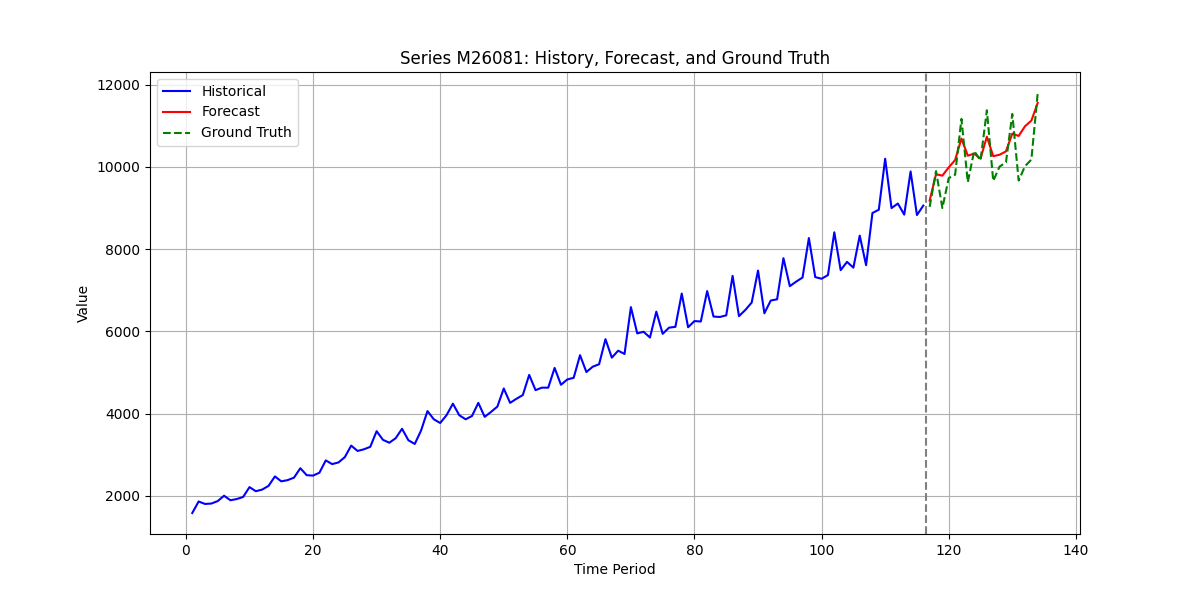 Series M26081: History, Forecast, and Ground Truth
Historical
Forecast
Ground Truth
12000
10000
8000
6000
4000
2000
Value
0
20
40
60
80
100
120
140
Time Period